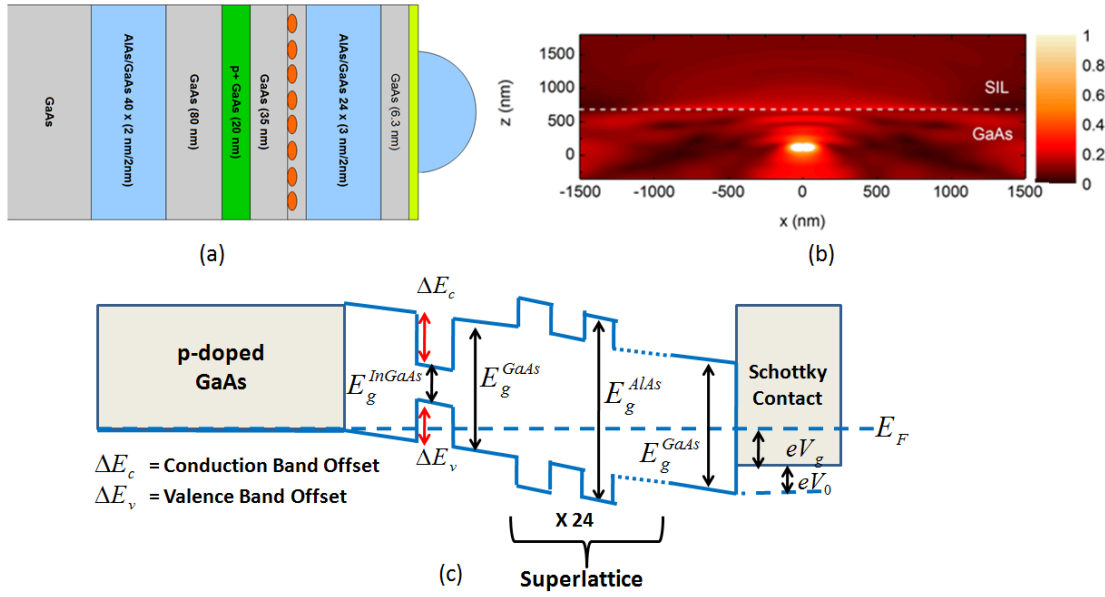 GaAs
AlAs/GaAs 40 x (2 nm/2nm)
GaAs (80 nm)
p+ GaAs (20 nm)
GaAs (35 nm)
AlAs/GaAs 24 x (3 nm/2nm)
GaAs (6.3 nm)
(a)
z (nm)
1500
1000
500
0
-1500
-1000
-500
0
500
1000
1500
x (nm)
SIL
GaAs
1
0.8
0.6
0.4
0.2
0
(b)
p-doped
GaAs
ΔE_c
E_g^{InGaAs}
E_g^{GaAs}
E_g^{AlAs}
E_g^{GaAs}
ΔE_v
Schottky
Contact
E_F
eV_g
eV_0
ΔE_c = Conduction Band Offset
ΔE_v = Valence Band Offset
X 24
Superlattice
(c)